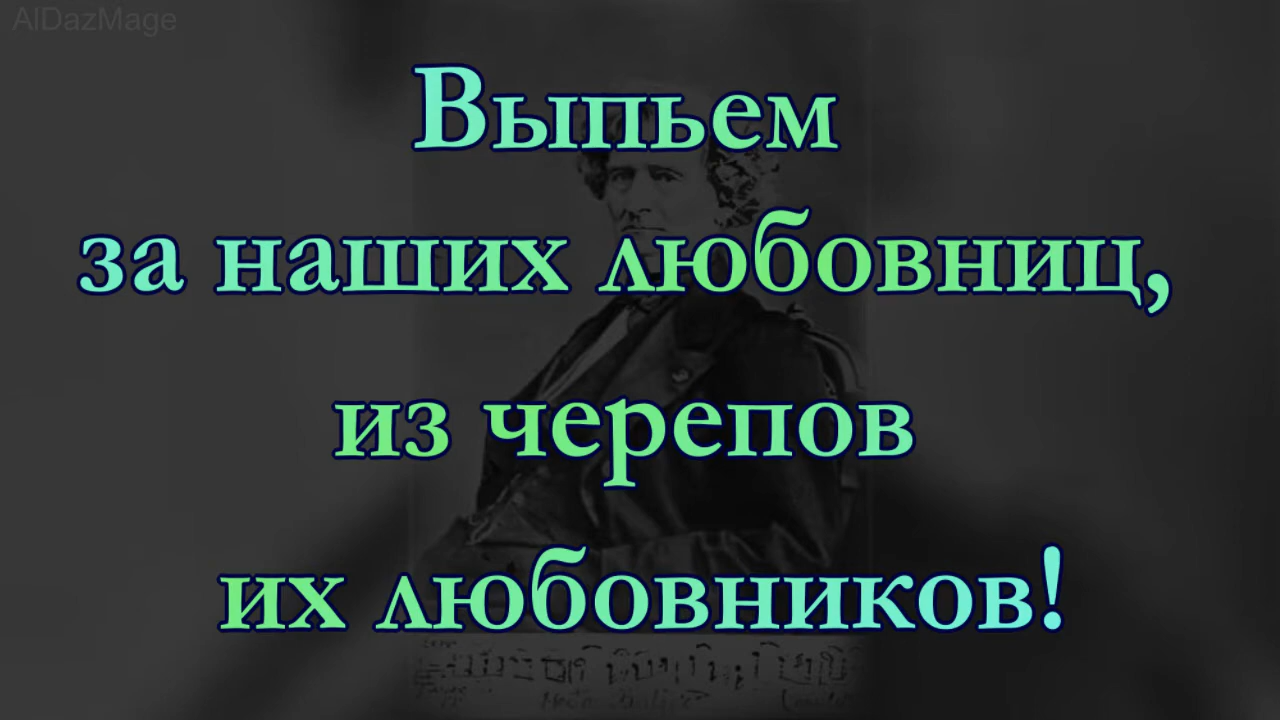 AlDazMage
Выпьем
за наших любовниц,
из черепов
их любовников!